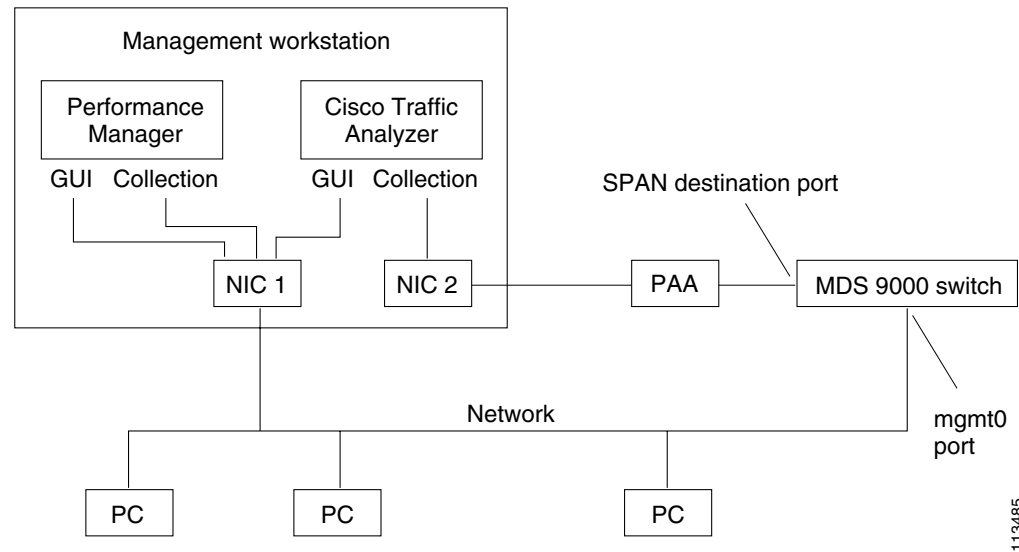 Management workstation
Performance
Manager
Cisco Traffic
Analyzer
GUI Collection
GUI Collection
SPAN destination port
NIC 1
NIC 2
PAA
MDS 9000 switch
Network
mgmt0
port
PC
PC
PC
113485